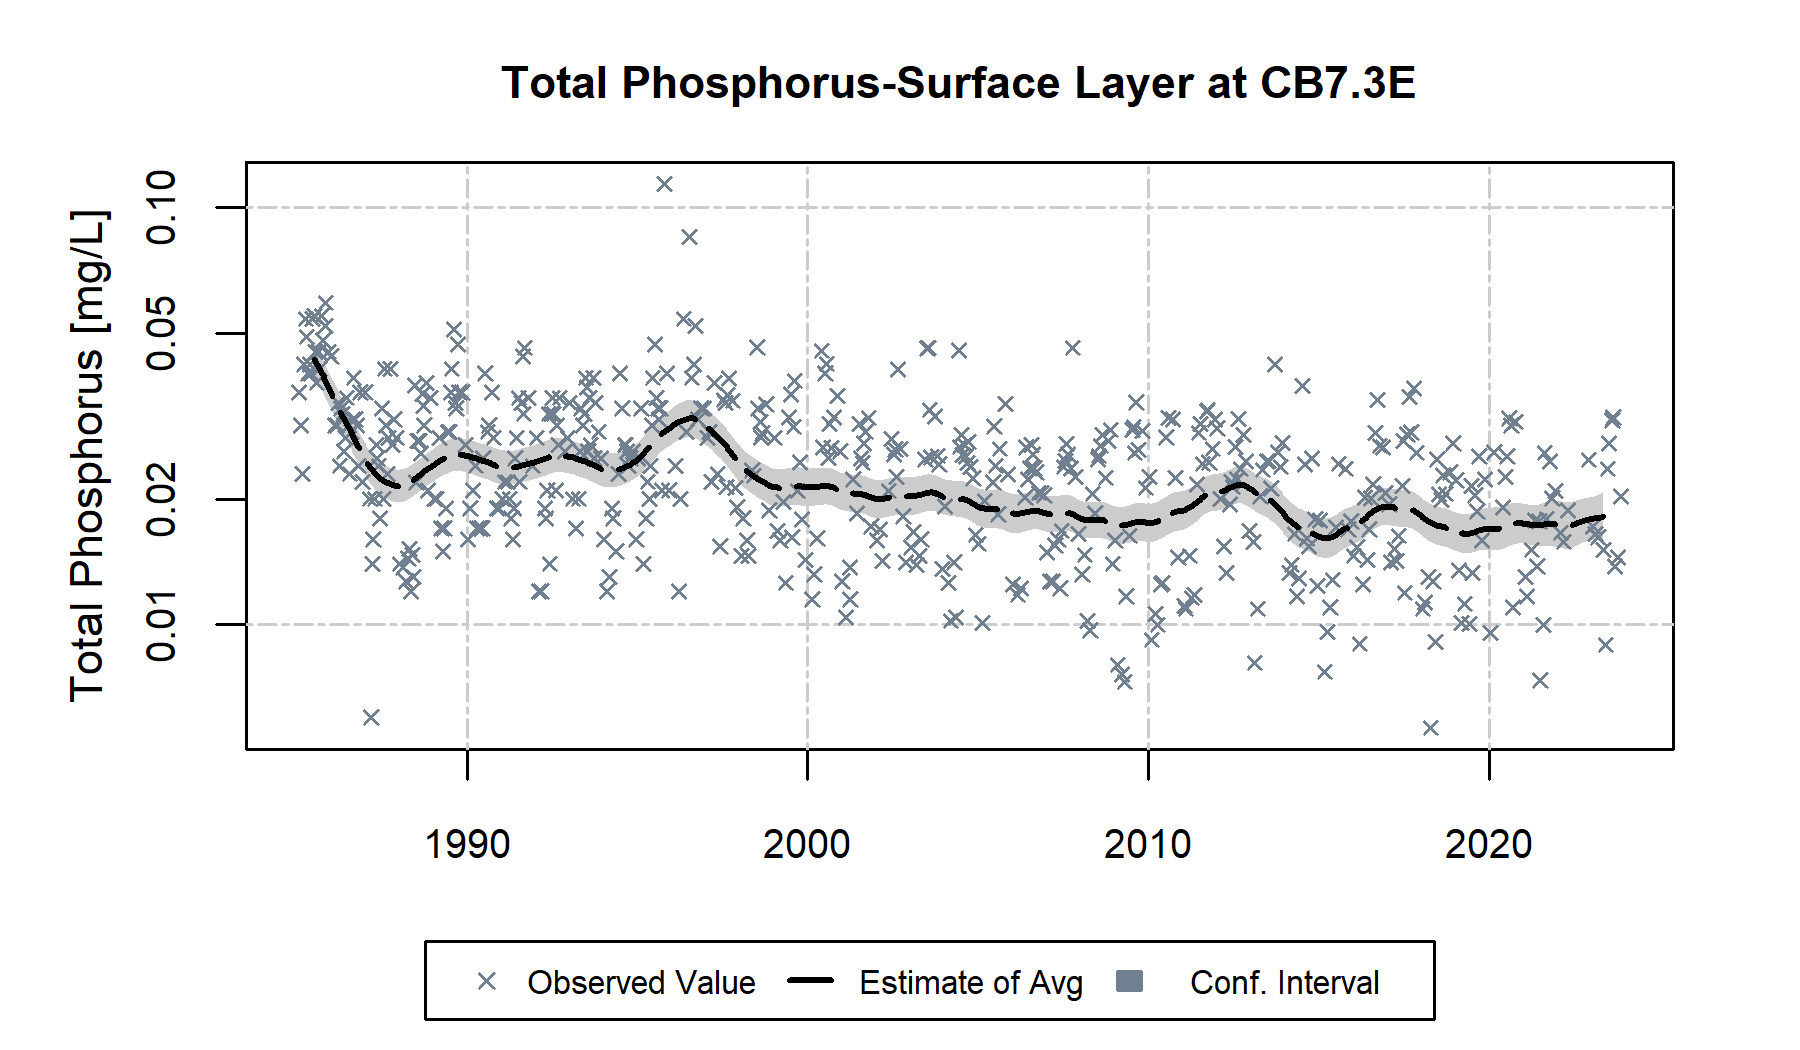 Total Phosphorus-Surface Layer at CB7.3E
Total Phosphorus [mg/L]
0.10
0.05
0.02
0.01
1990 2000 2010 2020
Observed Value Estimate of Avg Conf. Interval